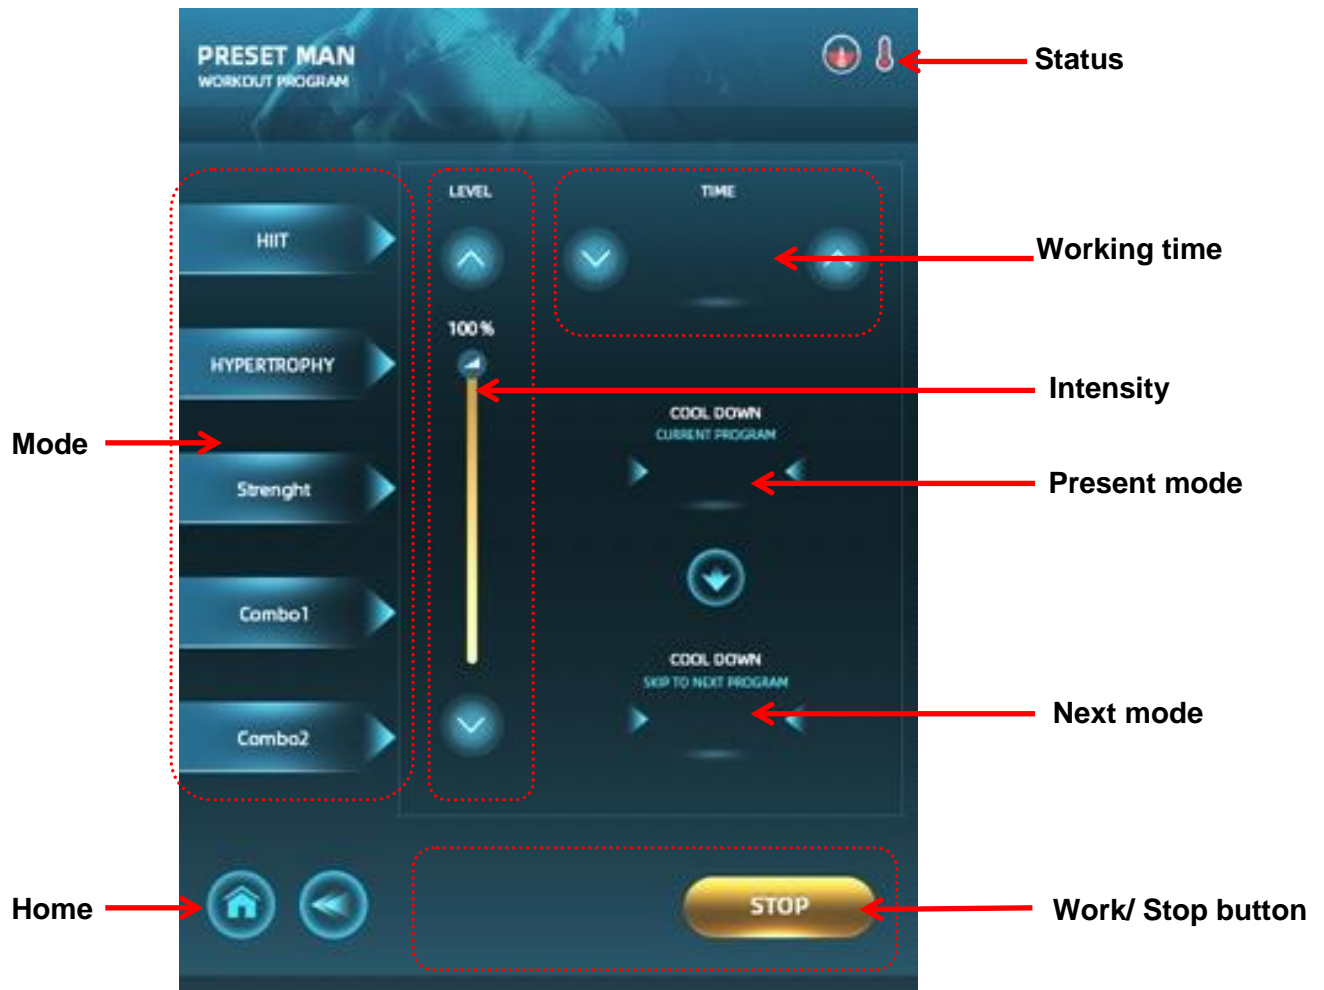 PRESET MAN
WORKOUT PROGRAM
Status
LEVEL
TIME
HIIT
Working time
100 %
HYPERTROPHY
Intensity
COOL DOWN
CURRENT PROGRAM
Mode
Strenght
Present mode
Combo1
COOL DOWN
SKIP TO NEXT PROGRAM
Next mode
Combo2
Home
STOP
Work/ Stop button